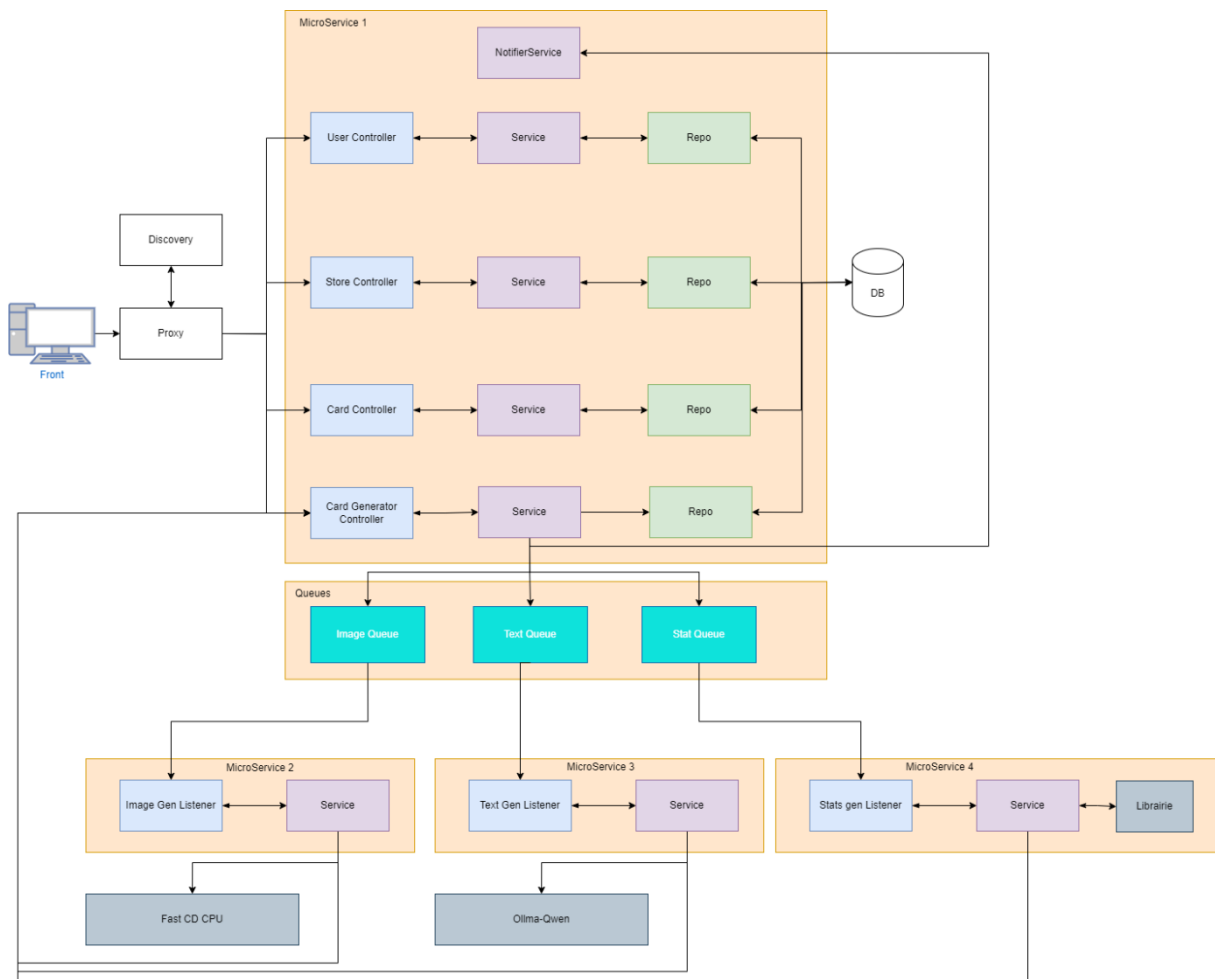 MicroService 1
NotifierService
User Controller
Service
Repo
Discovery
Store Controller
Service
Repo
DB
Proxy
Front
Card Controller
Service
Repo
Card Generator
Controller
Service
Repo
Queues
Image Queue
Text Queue
Stat Queue
MicroService 2
MicroService 3
MicroService 4
Image Gen Listener
Service
Text Gen Listener
Service
Stats gen Listener
Service
Librairie
Fast CD CPU
Ollma-Qwen